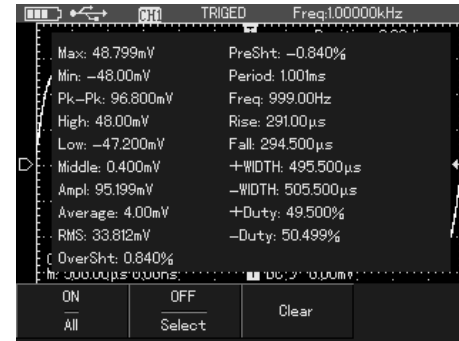 CH1 TRIGED Freq:1.00000kHz
Max: 48.799mV PreSht: –0.840%
Min: –48.00mV Period: 1.001ms
Pk–Pk: 96.800mV Freq: 999.00Hz
High: 48.00mV Rise: 291.00µs
Low: –47.200mV Fall: 294.500µs
Middle: 0.400mV +WIDTH: 495.500µs
Ampl: 95.199mV –WIDTH: 505.500µs
Average: 4.00mV +Duty: 49.500%
RMS: 33.812mV –Duty: 50.499%
OverSht: 0.840%
ON OFF Clear
All Select